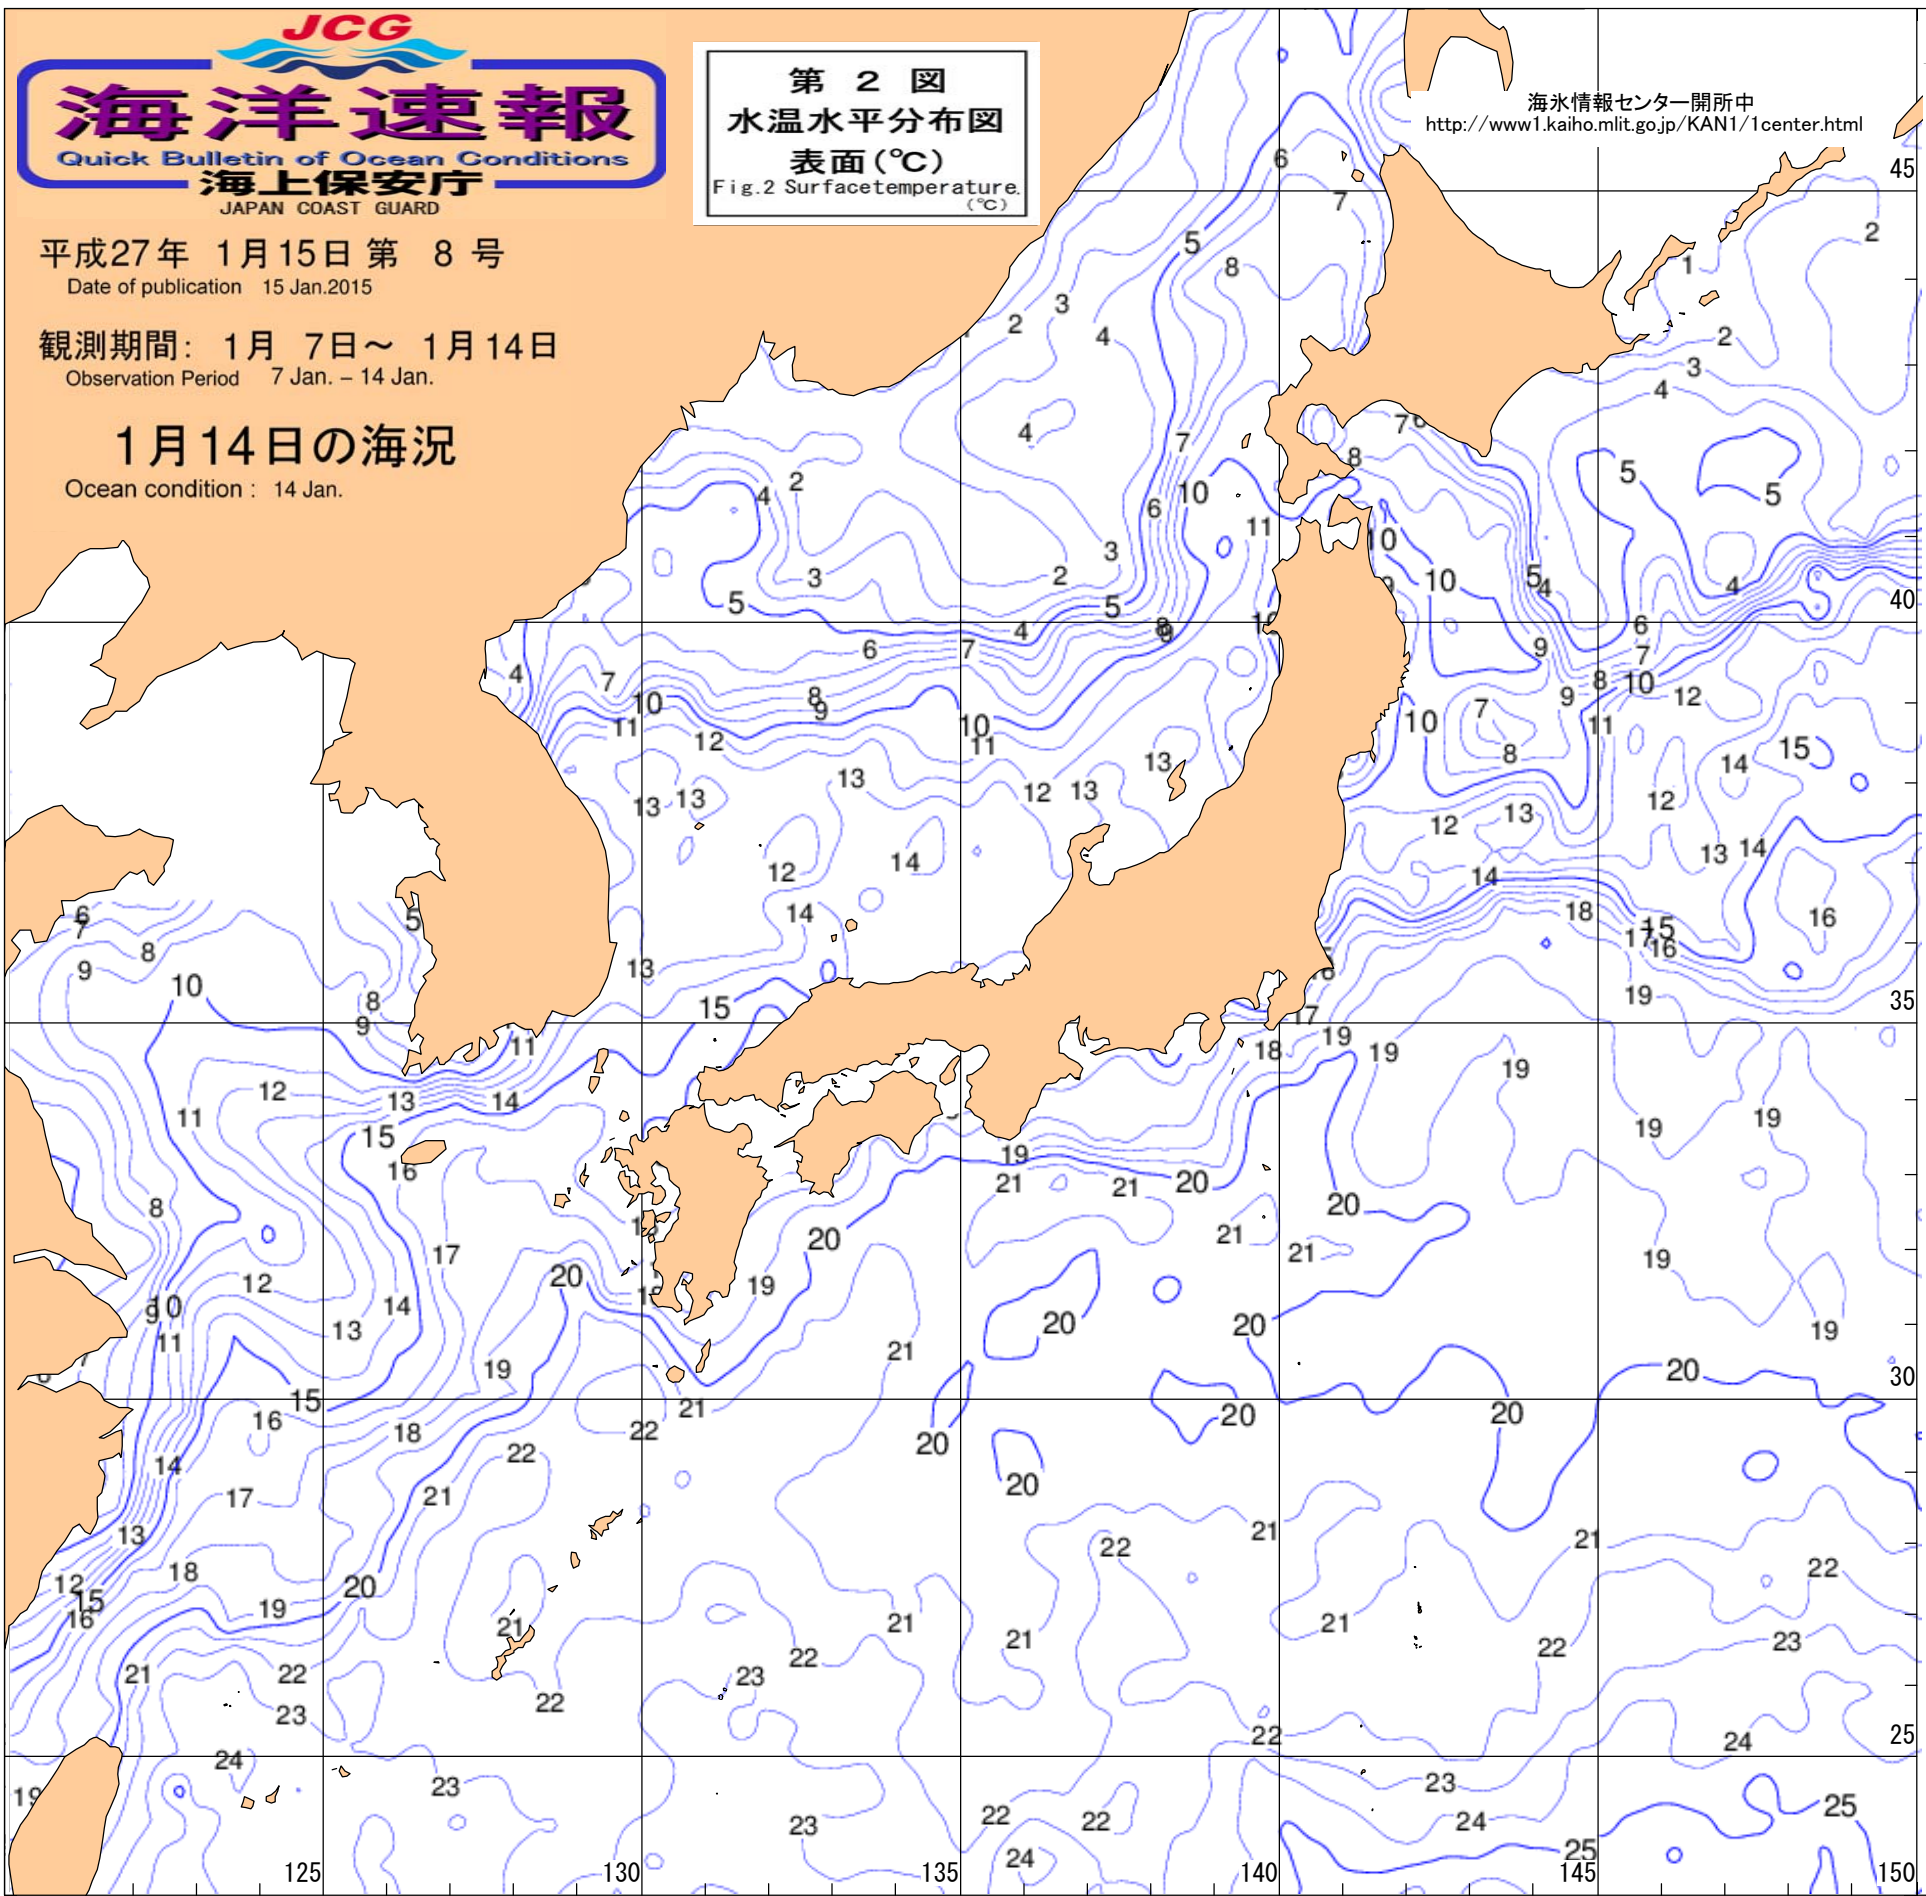 JCG
海洋速報
Quick Bulletin of Ocean Conditions
海上保安庁
JAPAN COAST GUARD
第 2 図
水温水平分布図
表面(℃)
Fig.2 Surfacetemperature.
(℃)
海氷情報センター開所中
http://www1.kaiho.mlit.go.jp/KAN1/1center.html
平成27年 1月15日 第 8 号
Date of publication 15 Jan.2015
観測期間: 1月 7日～ 1月14日
Observation Period 7 Jan. – 14 Jan.
1月14日の海況
Ocean condition : 14 Jan.
45
40
35
30
25
125
130
135
140
145
150